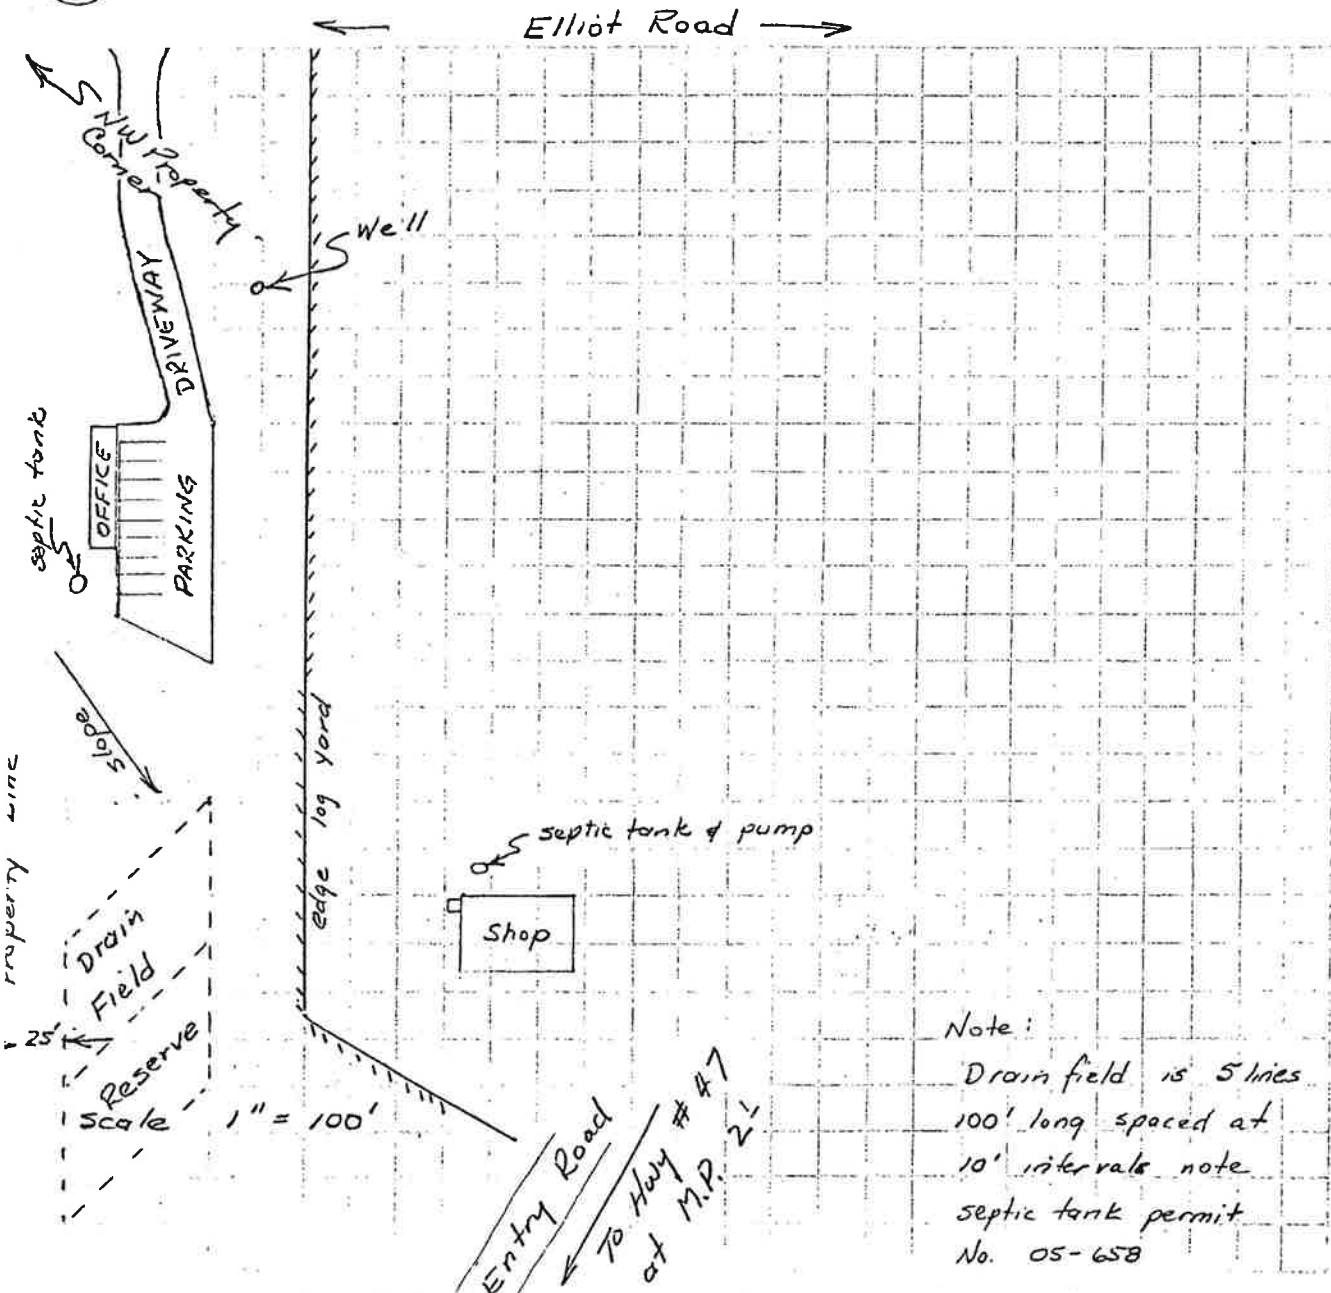 Elliot Road
NW Property
Corner
Well
DRIVEWAY
septic tank
OFFICE
PARKING
slope
Property Line
edge log yard
septic tank & pump
Shop
Drain
Field
25'
Reserve
Scale 1" = 100'
Entry Road
To Hwy # 47
at M.P. 21
Note:
Drain field is 5 lines
100' long spaced at
10' intervals note
septic tank permit
No. 05-658